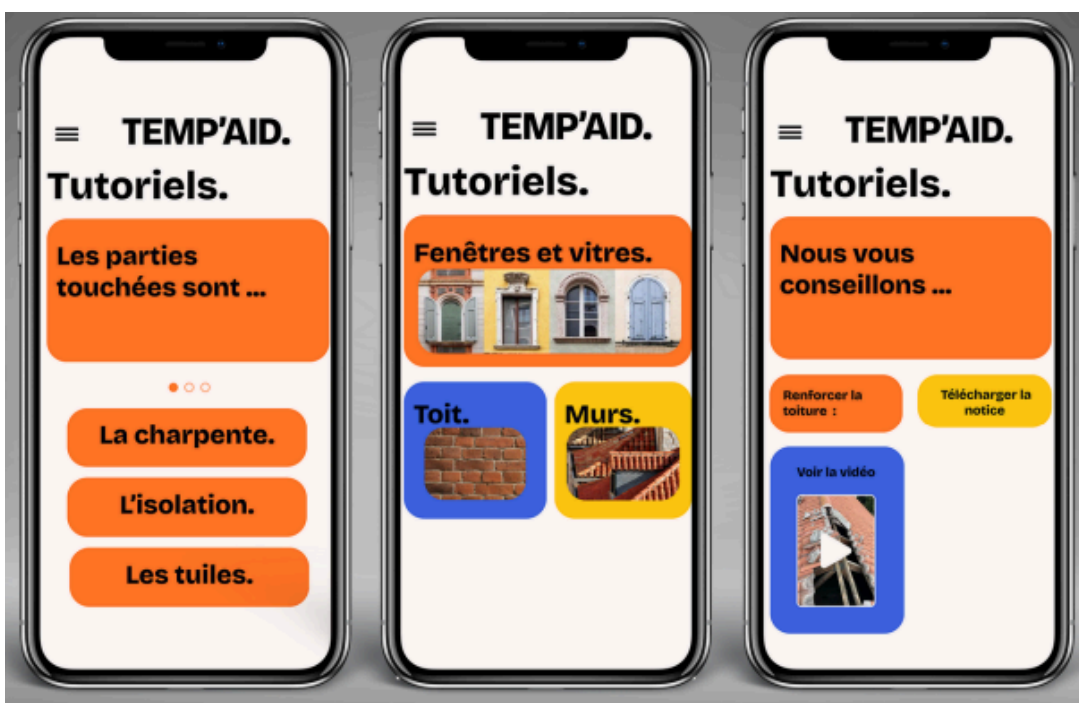 TEMP'AID.
Tutoriels.
Les parties
touchées sont ...
La charpente.
L'isolation.
Les tuiles.
TEMP'AID.
Tutoriels.
Fenêtres et vitres.
Toit.
Murs.
TEMP'AID.
Tutoriels.
Nous vous
conseillons ...
Renforcer la
toiture :
Télécharger la
notice
Voir la vidéo